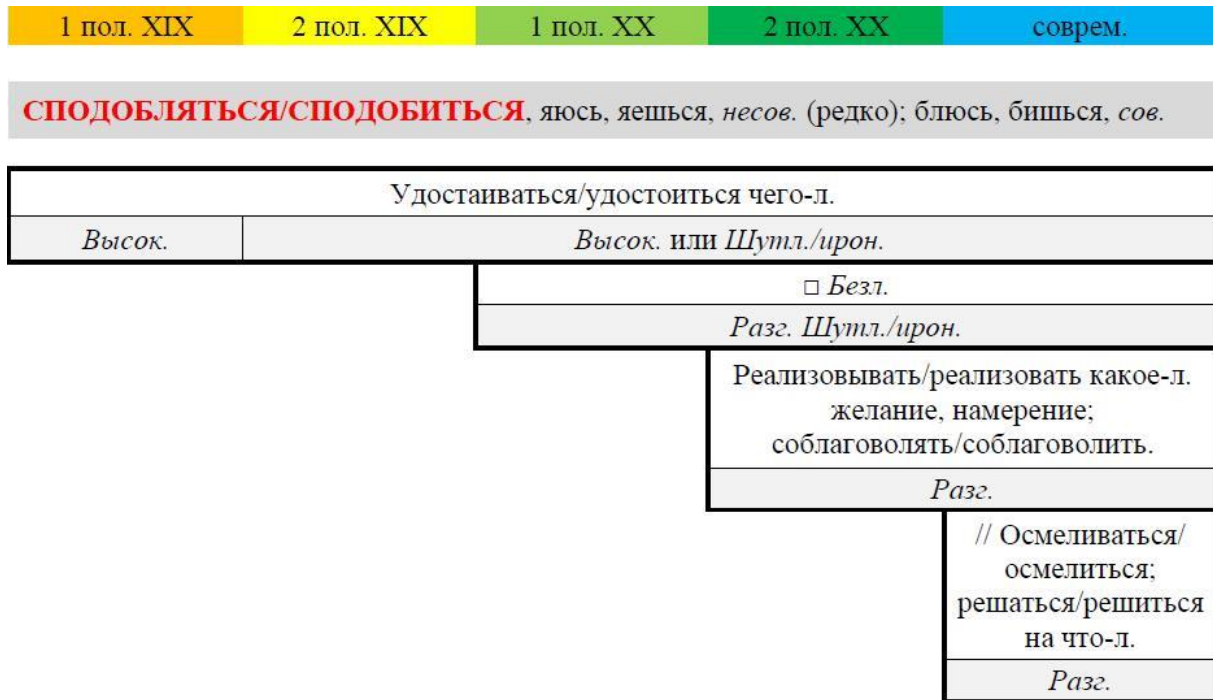 1 пол. XIX 2 пол. XIX 1 пол. XX 2 пол. XX соврем.
СПОДОБЛЯТЬСЯ/СПОДОБИТЬСЯ, яюсь, яешься, несов. (редко); блюсь, бишься, сов.
Удостаиваться/удостоиться чего-л.
Высок. Высок. или Шутл./ирон.
□ Безл.
Разг. Шутл./ирон.
Реализовывать/реализовать какое-л.
желание, намерение;
соблаговолять/соблаговолить.
Разг.
// Осмеливаться/
осмелиться;
решаться/решиться
на что-л.
Разг.